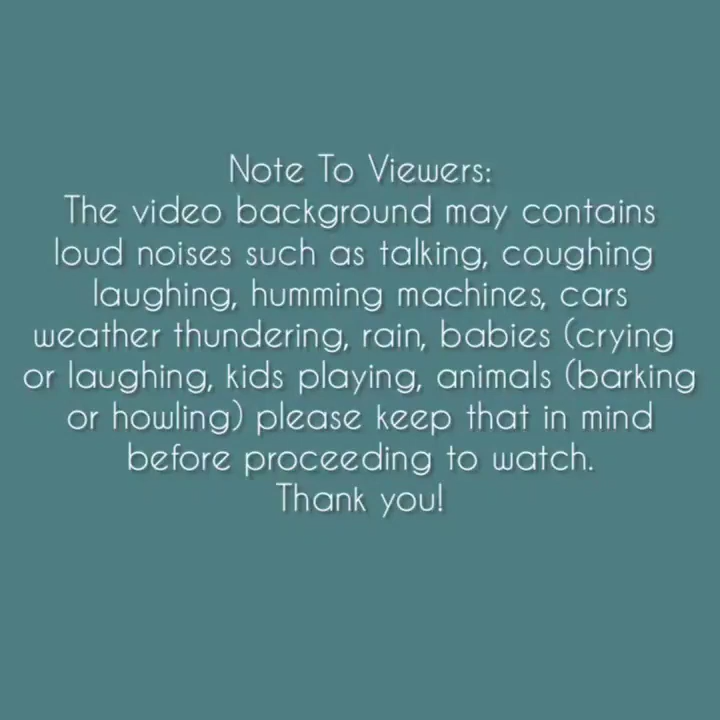 Note To Viewers:
The video background may contains
loud noises such as talking, coughing
laughing, humming machines, cars
weather thundering, rain, babies (crying
or laughing, kids playing, animals (barking
or howling) please keep that in mind
before proceeding to watch.
Thank you!